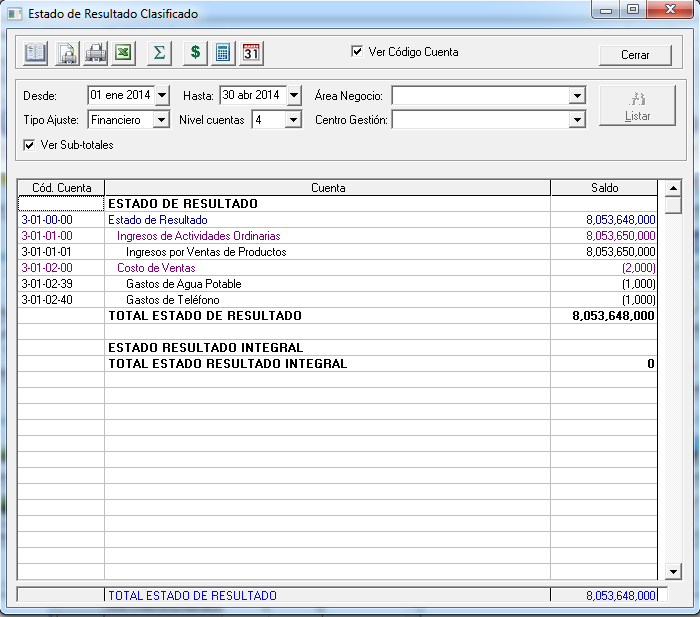 Estado de Resultado Clasificado
Σ $ 31 Ver Código Cuenta Cerrar
Desde: 01 ene 2014 Hasta: 30 abr 2014 Área Negocio:
Tipo Ajuste: Financiero Nivel cuentas 4 Centro Gestión: Listar
Ver Sub-totales
Cód. Cuenta Cuenta Saldo
ESTADO DE RESULTADO
3-01-00-00 Estado de Resultado 8,053,648,000
3-01-01-00 Ingresos de Actividades Ordinarias 8,053,650,000
3-01-01-01 Ingresos por Ventas de Productos 8,053,650,000
3-01-02-00 Costo de Ventas (2,000)
3-01-02-39 Gastos de Agua Potable (1,000)
3-01-02-40 Gastos de Teléfono (1,000)
TOTAL ESTADO DE RESULTADO 8,053,648,000
ESTADO RESULTADO INTEGRAL
TOTAL ESTADO RESULTADO INTEGRAL 0
TOTAL ESTADO DE RESULTADO 8,053,648,000